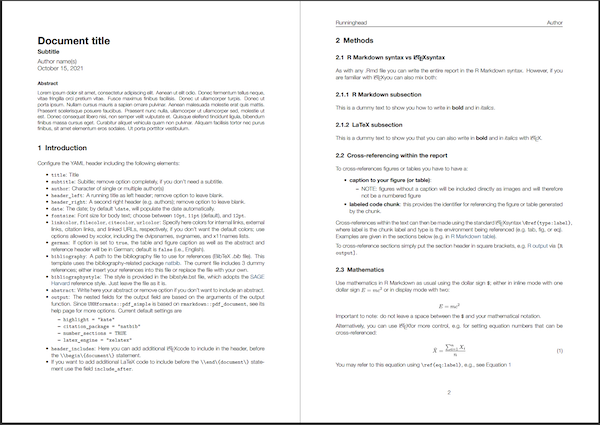 Document title
Subtitle
Author name(s)
October 15, 2021
Abstract
Lorem ipsum dolor sit amet, consectetur adipiscing elit. Aenean ut elit odio. Donec fermentum tellus neque,
vitae fringilla orci pretium vitae. Fusce maximus finibus facilisis. Donec ut ullamcorper turpis. Donec ut
porta ipsum. Nullam cursus mauris a sapien ornare pulvinar. Aenean malesuada molestie erat quis mattis.
Praesent scelerisque posuere faucibus. Praesent nunc nulla, ullamcorper ut ullamcorper sed, molestie ut
est. Donec consequat libero nisi, non semper velit vulputate et. Quisque eleifend tincidunt ligula, bibendum
finibus massa cursus eget. Curabitur aliquet vehicula quam non pulvinar. Aliquam facilisis tortor nec purus
finibus, sit amet elementum eros sodales. Ut porta porttitor vestibulum.
1 Introduction
Configure the YAML header including the following elements:
• title: Title
• subtitle: Subtitle; remove completely, if you don't need a subtitle.
• author: Character of single or multiple author(s)
• header_left: A running title as left header; remove option to leave blank.
• header_right: A second right header (e.g. authors); remove option to leave blank.
• date: The date; by default \date, will populate the date automatically.
• fontsize: Font size for body text, choose between 10pt, 11pt (default), and 12pt.
• linkcolor, filecolor, citecolor, urlcolor: Specify here colors for internal links, external
links, citation links, and linked URLs, respectively, if you don't want the default colors; use
options allowed by xcolor, including the dvipsnames, svgnames, and x11names lists.
• german: If option is set to true, the table and figure caption as well as the abstract and
reference header will be in German; default is false (i.e., English).
• bibliography: A path to the bibliography file to use for references (BibTeX .bib file). This
template uses the bibliography-related package natbib. The current file includes 3 dummy
references; either insert your references into this file or replace the file with your own.
• bibliographystyle: The style is provided in the bibstyle.bst file, which adopts the SAGE
Harvard reference style. Just leave the file as it is.
• abstract: Write here your abstract or remove option if you don't want to include an abstract.
• output: The nested fields for the output field are based on the arguments of the output
function. Since UHHformats::pdf_simple is based on rmarkdown::pdf_document, see its
help page for more options. Current default settings are
– highlight = "kate"
– citation_package = "natbib"
– number_sections = TRUE
– latex_engine = "xelatex"
• header_includes: Here you can add additional LaTeX code to include in the header, before
the \\begin\{document\} statement.
• If you want to add additional LaTeX code to include before the \\end\{document\} state-
ment use the field include_after.
Runninghead Author
2 Methods
2.1 R Markdown syntax vs LaTeXsyntax
As with any .Rmd file you can write the entire report in the R Markdown syntax. However, if you
are familiar with LaTeXyou can also mix both:
2.1.1 R Markdown subsection
This is a dummy text to show you how to write in bold and in italics.
2.1.2 LaTeX subsection
This is a dummy text to show you that you can also write in bold and in italics with LaTeX.
2.2 Cross-referencing within the report
To cross-references figures or tables you have to have a:
• caption to your figure (or table):
– NOTE: figures without a caption will be included directly as images and will therefore
not be a numbered figure
• labeled code chunk: this provides the identifier for referencing the figure or table generated
by the chunk.
Cross-references within the text can then be made using the standard LaTeXsyntax \@ref(type:label),
where label is the chunk label and type is the environment being referenced (e.g. tab, fig, or eq).
Examples are given in the sections below (e.g. in R Markdown table).
To cross-reference sections simply put the section header in square brackets, e.g. R output via [R
output].
2.3 Mathematics
Use mathematics in R Markdown as usual using the dollar sign $; either in inline mode with one
dollar sign E = mc² or in display mode with two:
E = mc²
Important to note: do not leave a space between the $ and your mathematical notation.
Alternatively, you can use LaTeXfor more control, e.g. for setting equation numbers that can be
cross-referenced:
X̄ = ∑ⁿᵢ₌₁ Xᵢ / n (1)
You may refer to this equation using \ref{eq:label}, e.g., see Equation 1
2